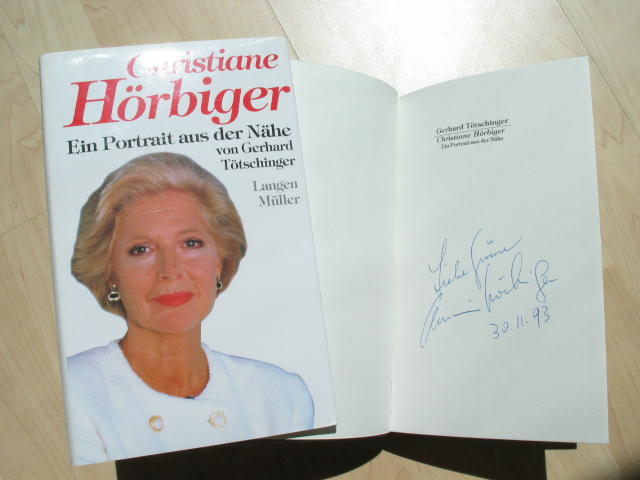 Christiane
Hörbiger
Ein Portrait aus der Nähe
von Gerhard
Tötschinger
Langen
Müller
Gerhard Tötschinger
Christiane Hörbiger
Ein Portrait aus der Nähe
Liebe Grüße
Hörbiger
30.11.93